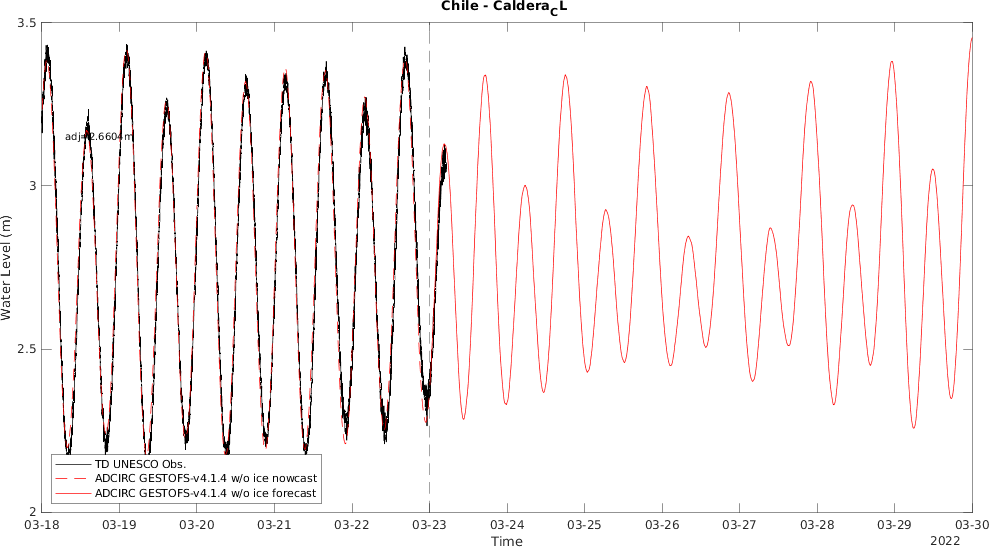 Chile - Caldera_CL
3.5
3
2.5
2
Water Level (m)
adj=2.6604m
TD UNESCO Obs.
ADCIRC GESTOFS-v4.1.4 w/o ice nowcast
ADCIRC GESTOFS-v4.1.4 w/o ice forecast
03-18 03-19 03-20 03-21 03-22 03-23 03-24 03-25 03-26 03-27 03-28 03-29 03-30
Time
2022